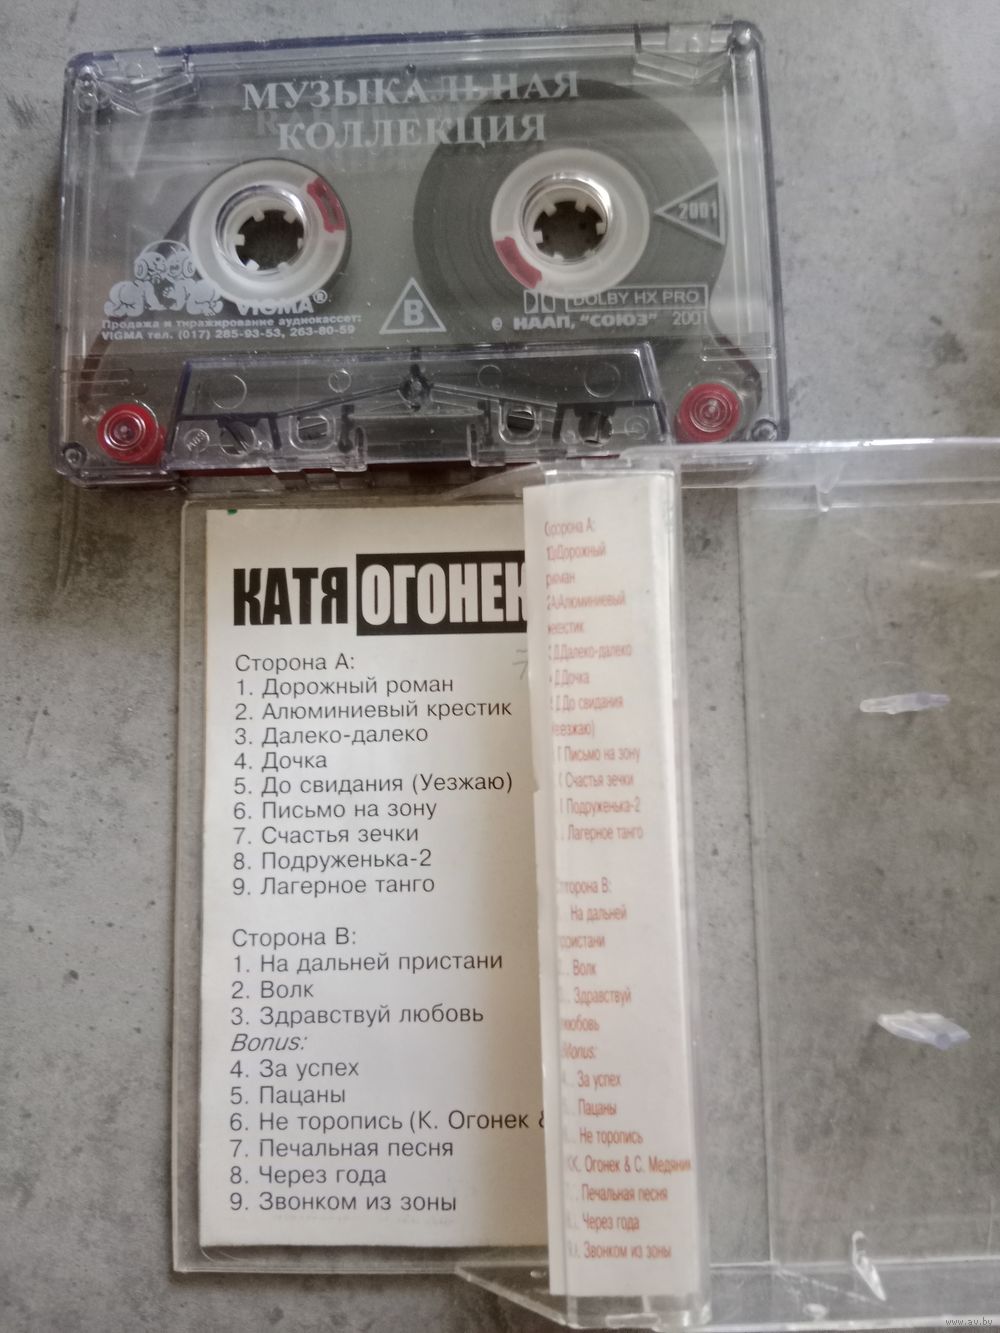 МУЗЫКАЛЬНАЯ
КОЛЛЕКЦИЯ
2001
VIGMA®
B
DOLBY HX PRO
Продажа и тиражирование аудиокассет:
VIGMA тел. (017) 285-93-53, 263-80-59
НААП, "СОЮЗ" 2001
КАТЯ ОГОНЕК
Сторона А:
1. Дорожный роман
2. Алюминиевый крестик
3. Далеко-далеко
4. Дочка
5. До свидания (Уезжаю)
6. Письмо на зону
7. Счастья зечки
8. Подруженька-2
9. Лагерное танго
Сторона В:
1. На дальней пристани
2. Волк
3. Здравствуй любовь
Bonus:
4. За успех
5. Пацаны
6. Не торопись (К. Огонек &
7. Печальная песня
8. Через года
9. Звонком из зоны
Сторона А:
Дорожный
роман
Алюминиевый
крестик
Далеко-далеко
Дочка
До свидания
(Уезжаю)
Письмо на зону
Счастья зечки
Подруженька-2
Лагерное танго
Сторона В:
На дальней
пристани
Волк
Здравствуй
любовь
Bonus:
За успех
Пацаны
Не торопись
К. Огонек & С. Медяник
Печальная песня
Через года
Звонком из зоны
www.av.by